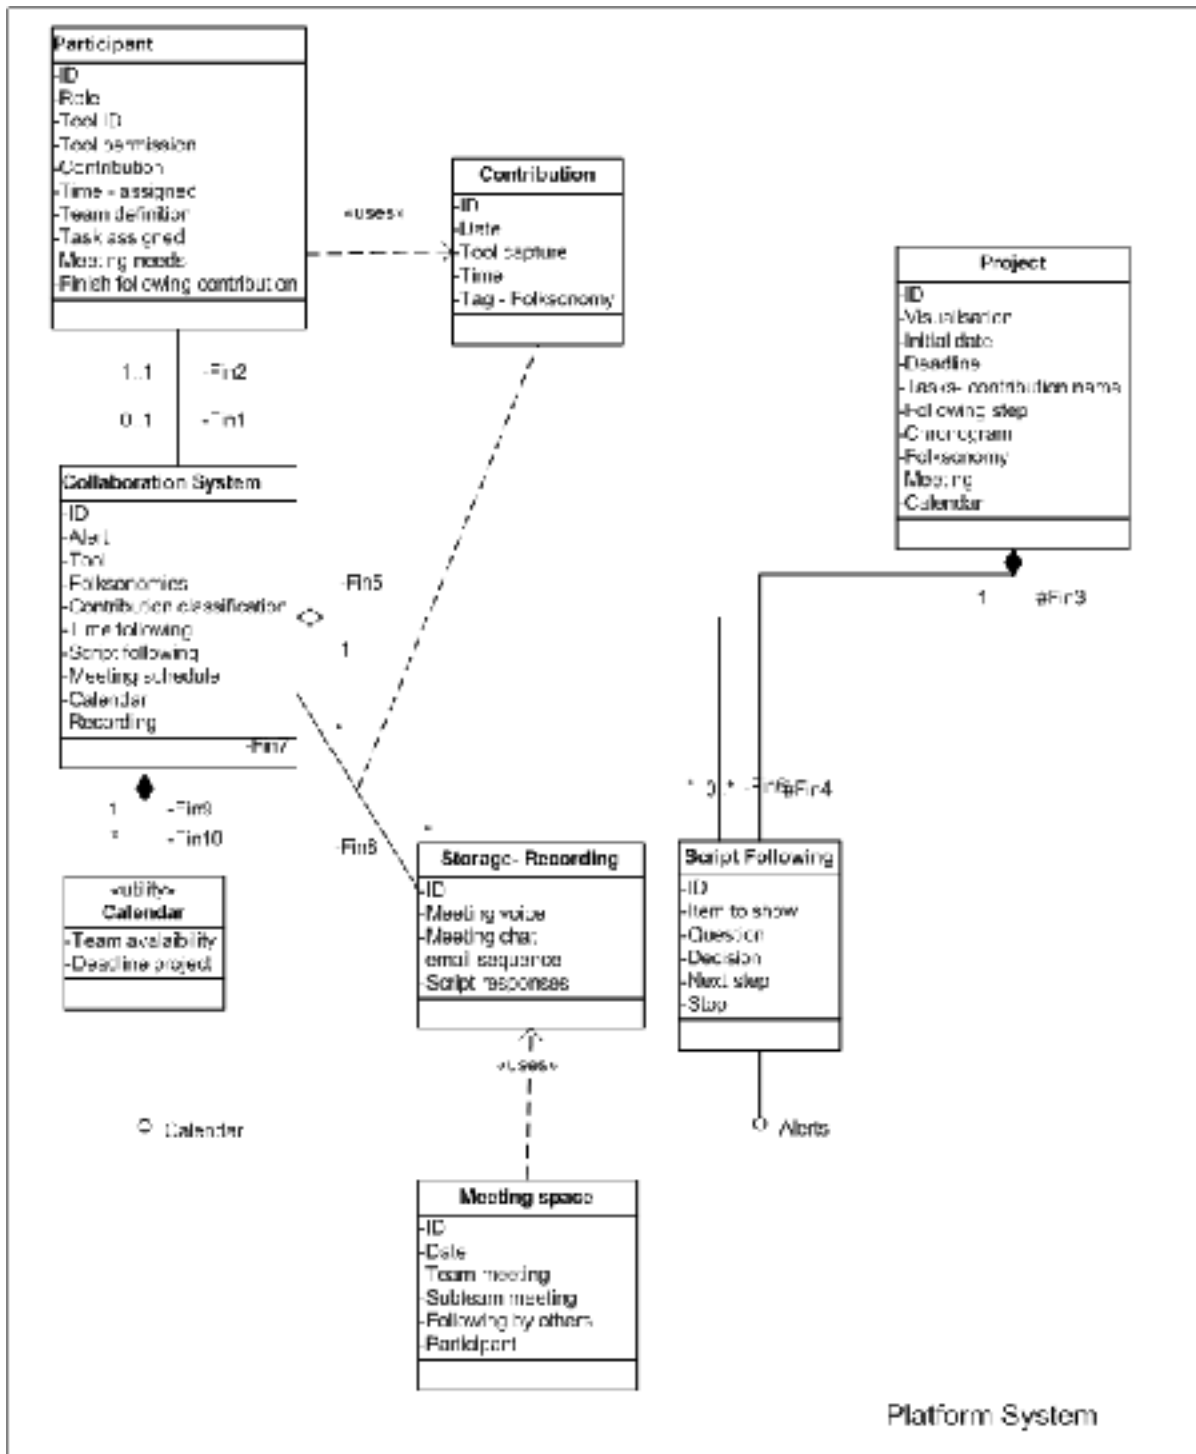 Participant
-ID
-Role
-Tool ID
-Tool permission
-Contribution
-Time - assigned
-Team definition
-Task assigned
Meeting needs
-Finish following contribution
«uses»
Contribution
-ID
-Date
-Tool capture
-Time
-Tag - Folksonomy
Project
-ID
-Visualisation
-Initial date
-Deadline
-Tasks- contribution name
-Following step
-Chronogram
-Folksonomy
Meeting
-Calendar
1..1 -Fin2
0..1 -Fin1
Collaboration System
-ID
-Alert
-Tool
-Folksonomies
-Contribution classification
-Time following
-Script following
-Meeting schedule
-Calendar
Recording
-Fin7
-Fin5
1
*
1 #Fin3
1 -Fin9
* -Fin10
-Fin8
*
* 0..* -Fin6 #Fin4
«utility»
Calendar
-Team avalaibility
-Deadline project
Storage- Recording
-ID
-Meeting voice
-Meeting chat
email sequence
-Script responses
Script Following
-ID
-Item to show
-Question
-Decision
-Next step
-Stop
«uses»
Calendar
Alerts
Meeting space
-ID
-Date
Team meeting
-Subteam meeting
-Following by others
-Participant
Platform System